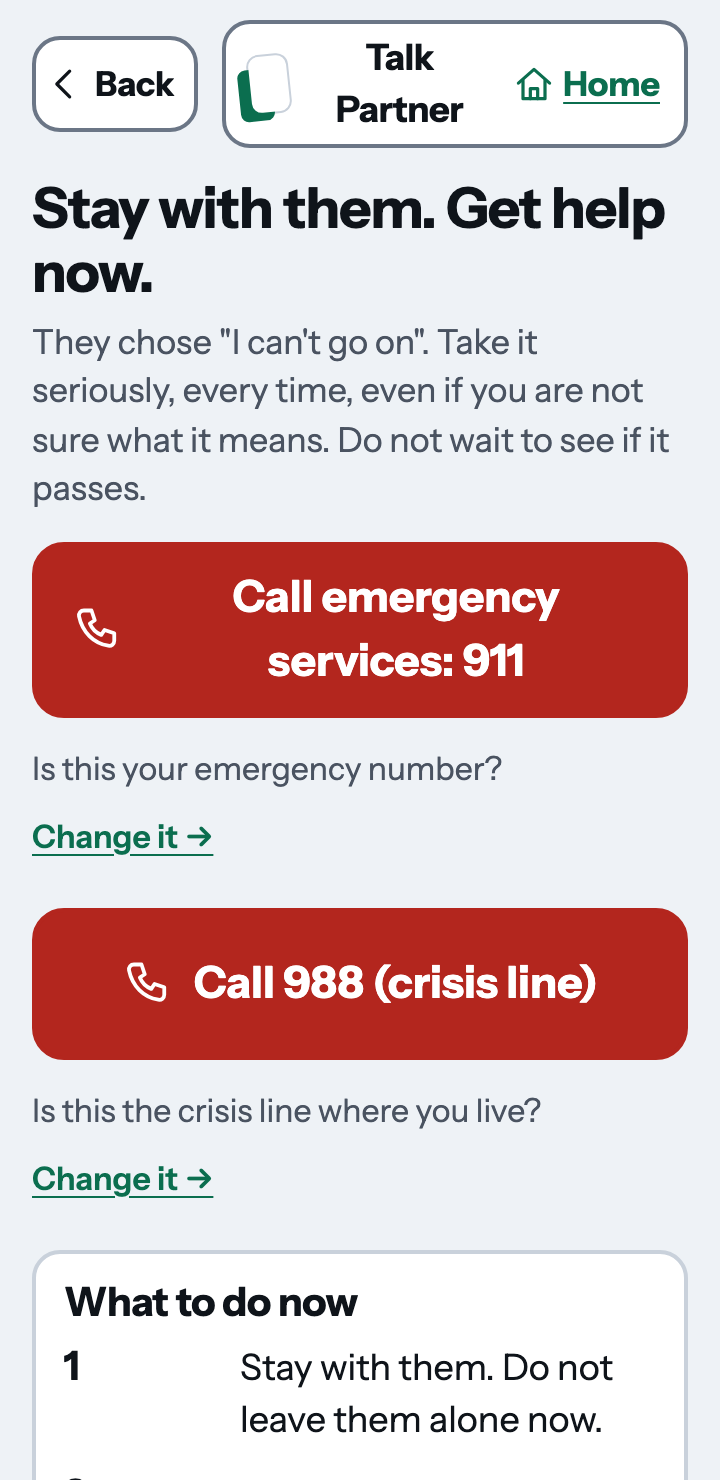 Back
Talk
Partner
Home
Stay with them. Get help
now.
They chose "I can't go on". Take it
seriously, every time, even if you are not
sure what it means. Do not wait to see if it
passes.
Call emergency
services: 911
Is this your emergency number?
Change it →
Call 988 (crisis line)
Is this the crisis line where you live?
Change it →
What to do now
1 Stay with them. Do not
leave them alone now.